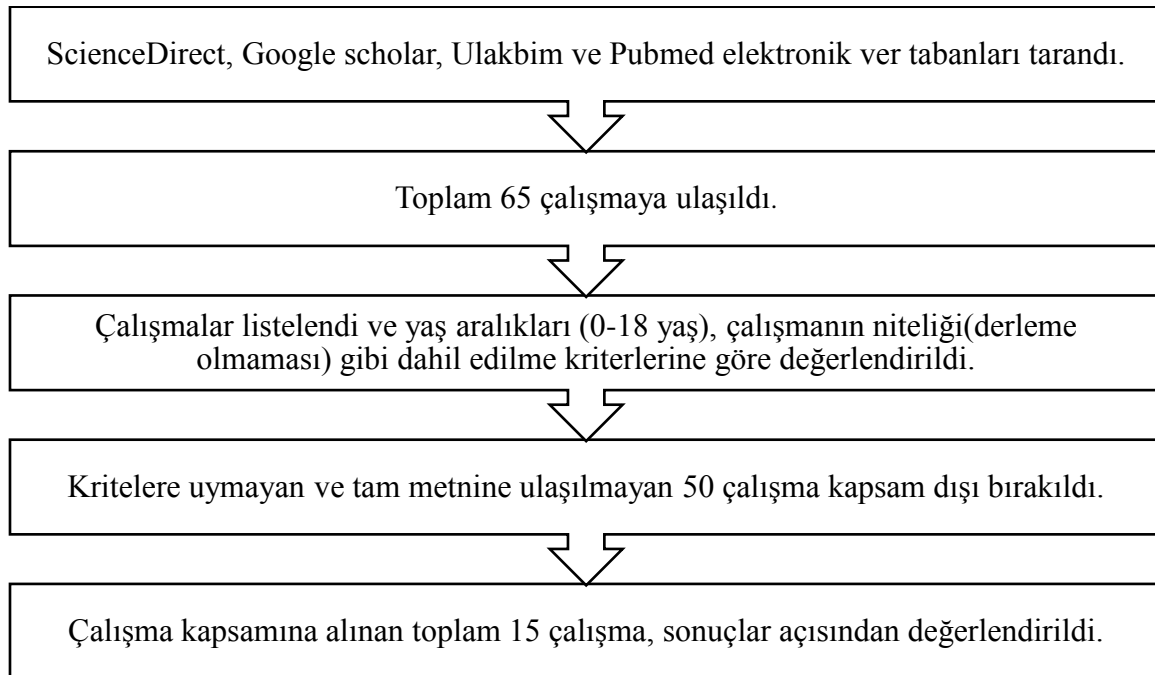 ScienceDirect, Google scholar, Ulakbim ve Pubmed elektronik ver tabanları tarandı.
Toplam 65 çalışmaya ulaşıldı.
Çalışmalar listelendi ve yaş aralıkları (0-18 yaş), çalışmanın niteliği(derleme
olmaması) gibi dahil edilme kriterlerine göre değerlendirildi.
Kritelere uymayan ve tam metnine ulaşılmayan 50 çalışma kapsam dışı bırakıldı.
Çalışma kapsamına alınan toplam 15 çalışma, sonuçlar açısından değerlendirildi.